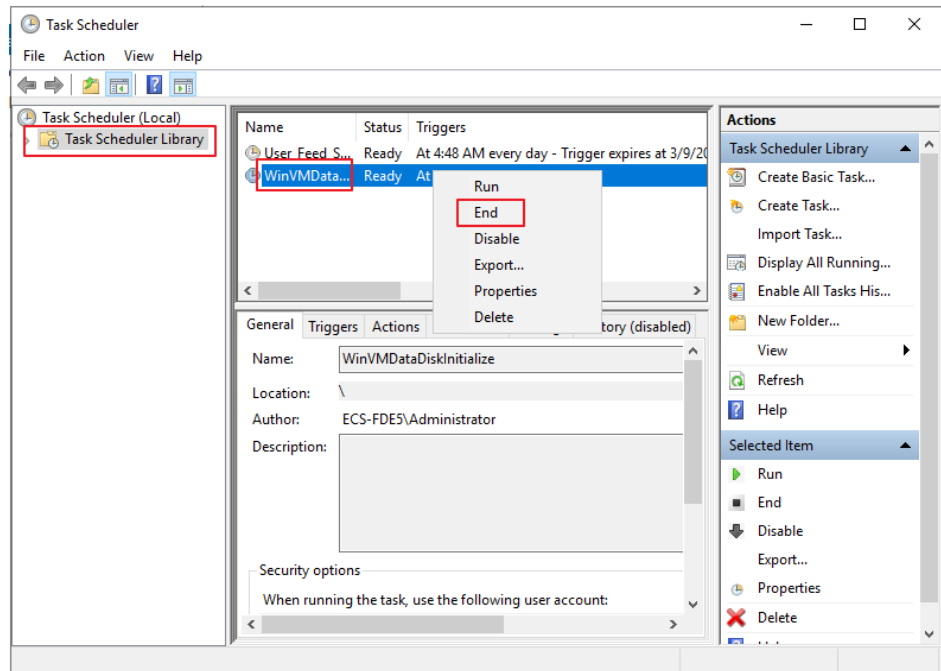 Task Scheduler
File Action View Help
Task Scheduler (Local)
Task Scheduler Library
Name Status Triggers
User_Feed_S... Ready At 4:48 AM every day - Trigger expires at 3/9/20
WinVMData... Ready At
Run
End
Disable
Export...
Properties
Delete
General Triggers Actions tory (disabled)
Name: WinVMDataDiskInitialize
Location: \
Author: ECS-FDE5\Administrator
Description:
Security options
When running the task, use the following user account:
Actions
Task Scheduler Library
Create Basic Task...
Create Task...
Import Task...
Display All Running...
Enable All Tasks His...
New Folder...
View
Refresh
Help
Selected Item
Run
End
Disable
Export...
Properties
Delete